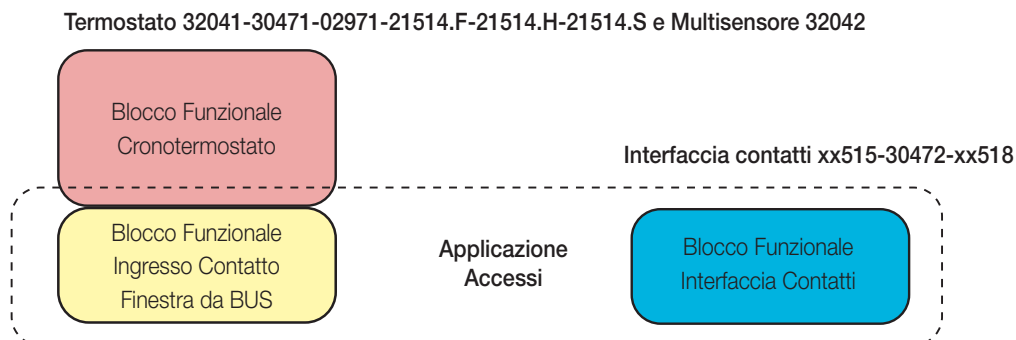 Termostato 32041-30471-02971-21514.F-21514.H-21514.S e Multisensore 32042
Blocco Funzionale
Cronotermostato
Interfaccia contatti xx515-30472-xx518
Blocco Funzionale
Ingresso Contatto
Finestra da BUS
Applicazione
Accessi
Blocco Funzionale
Interfaccia Contatti